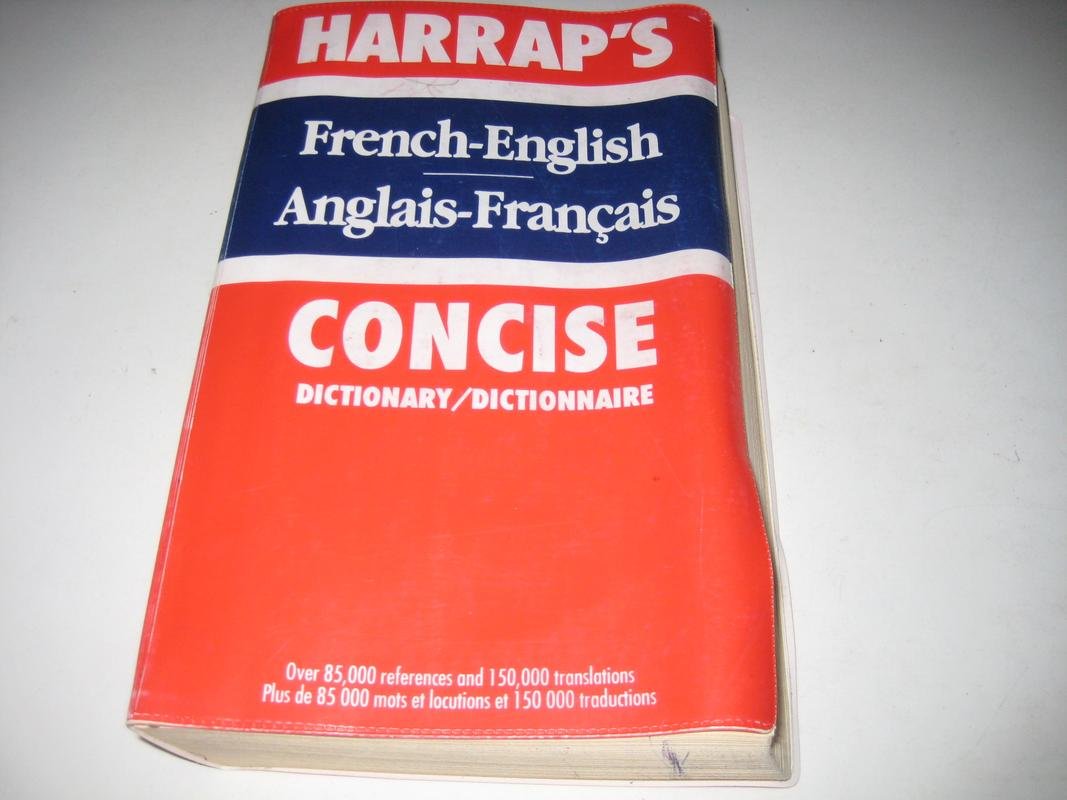 HARRAP'S
French-English
Anglais-Français
CONCISE
DICTIONARY/DICTIONNAIRE
Over 85,000 references and 150,000 translations
Plus de 85 000 mots et locutions et 150 000 traductions